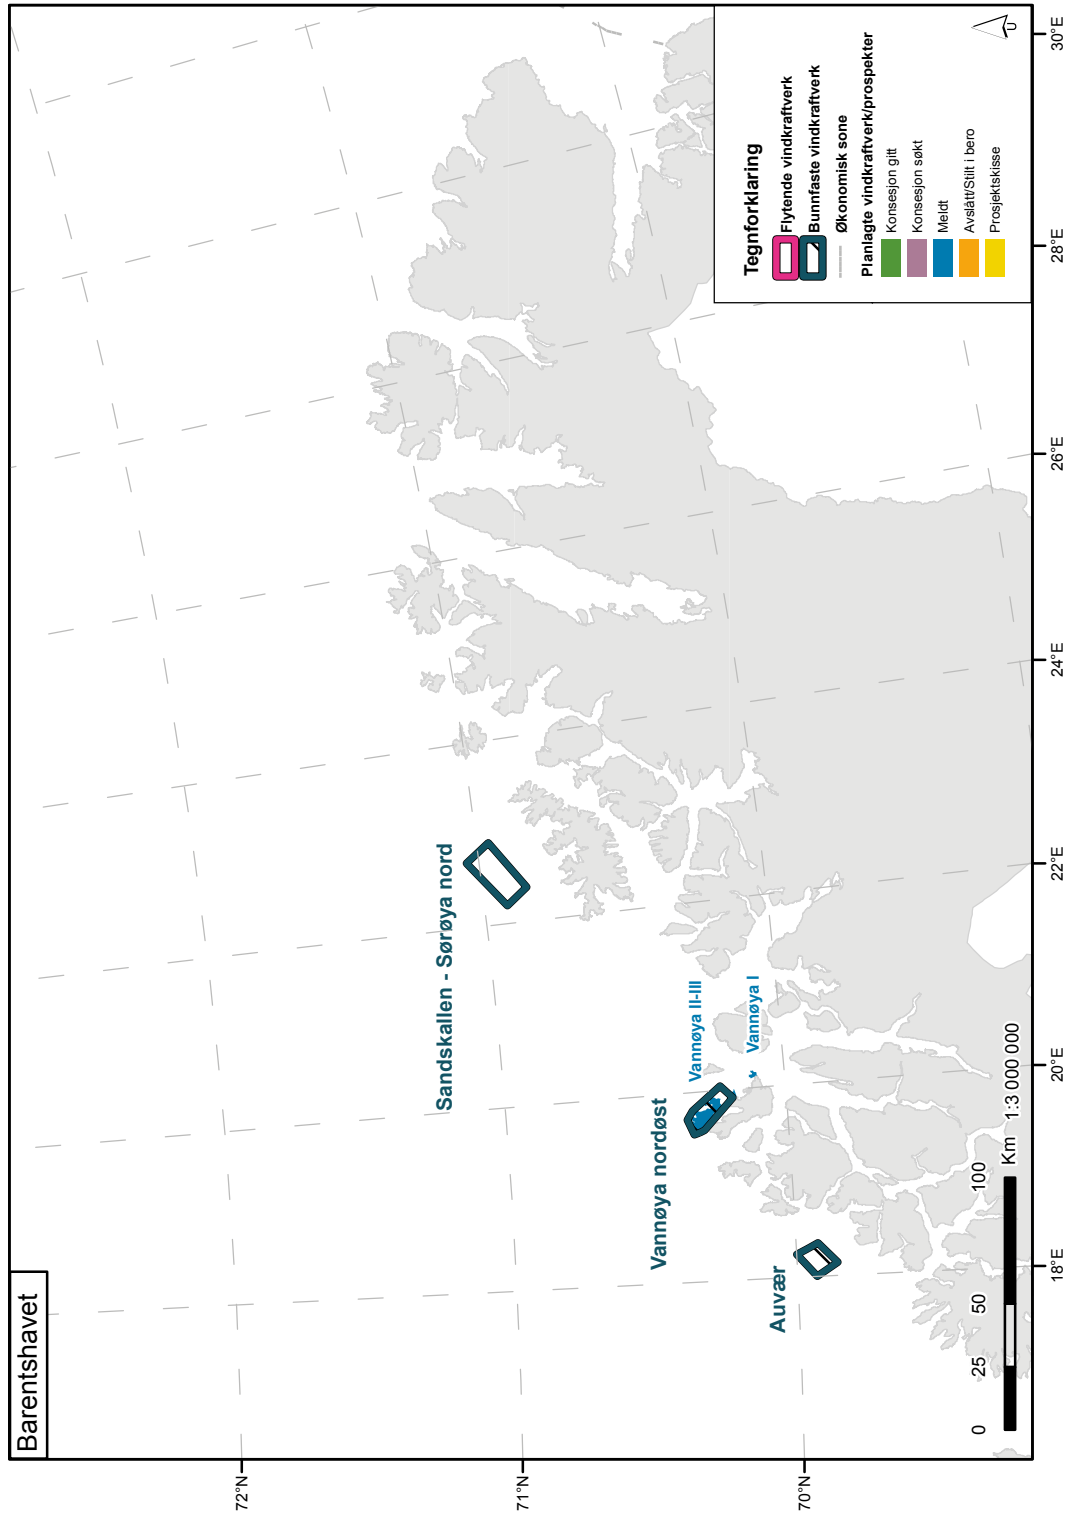 Barentshavet
72°N
71°N
70°N
Sandskallen - Sørøya nord
Vannøya nordøst
Vannøya II-III
Vannøya I
Auvær
0 25 50 100
Km 1:3 000 000
18°E 20°E 22°E 24°E 26°E 28°E 30°E
Tegnforklaring
Flytende vindkraftverk
Bunnfaste vindkraftverk
Økonomisk sone
Planlagte vindkraftverk/prospekter
Konsesjon gitt
Konsesjon søkt
Meldt
Avslått/Stilt i bero
Prosjektskisse